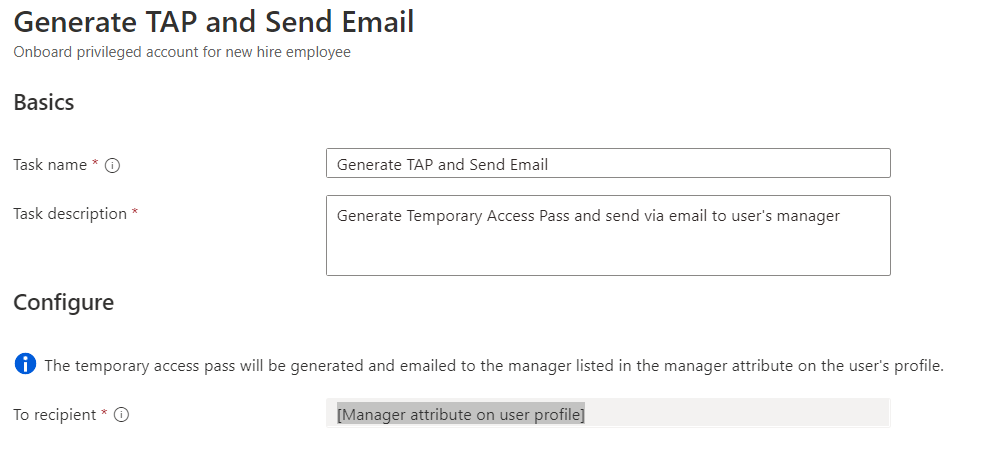 Generate TAP and Send Email
Onboard privileged account for new hire employee
Basics
Task name *
Generate TAP and Send Email
Task description *
Generate Temporary Access Pass and send via email to user's manager
Configure
The temporary access pass will be generated and emailed to the manager listed in the manager attribute on the user's profile.
To recipient *
[Manager attribute on user profile]